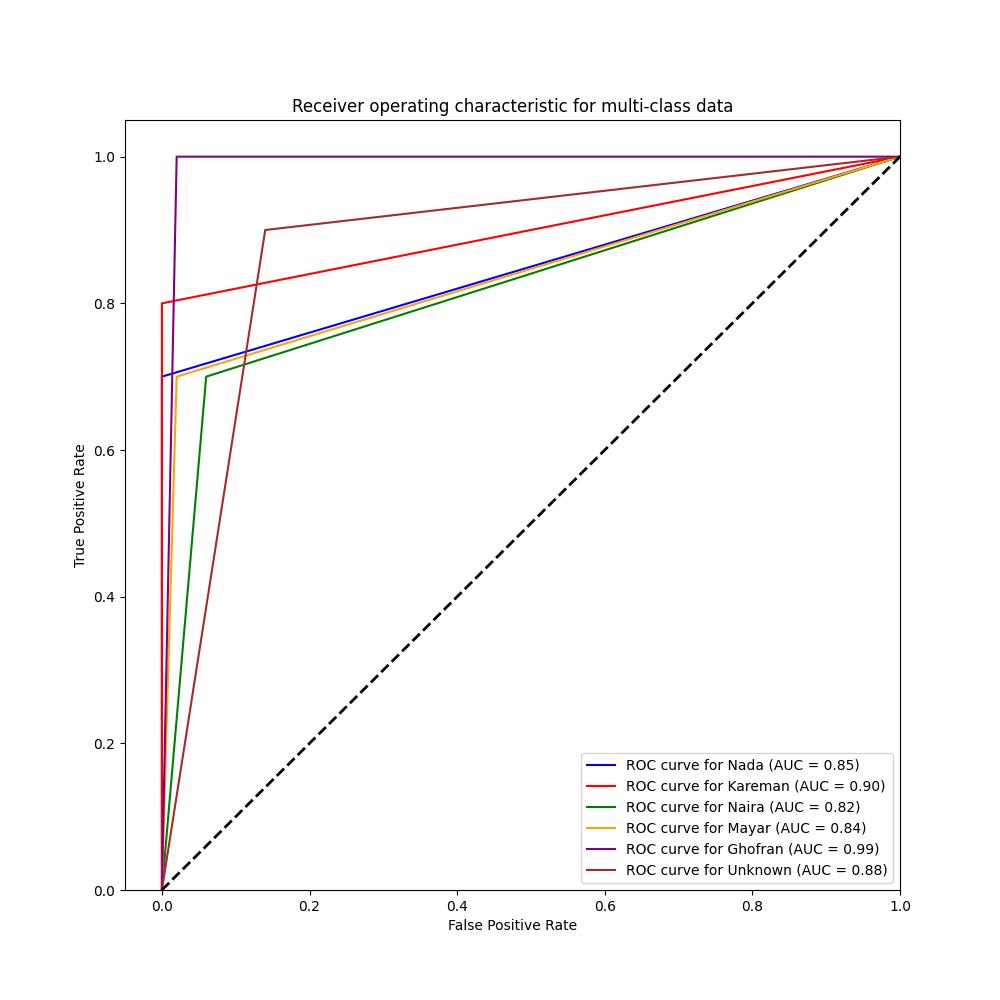 Receiver operating characteristic for multi-class data
True Positive Rate
1.0
0.8
0.6
0.4
0.2
0.0
0.0 0.2 0.4 0.6 0.8 1.0
False Positive Rate
ROC curve for Nada (AUC = 0.85)
ROC curve for Kareman (AUC = 0.90)
ROC curve for Naira (AUC = 0.82)
ROC curve for Mayar (AUC = 0.84)
ROC curve for Ghofran (AUC = 0.99)
ROC curve for Unknown (AUC = 0.88)